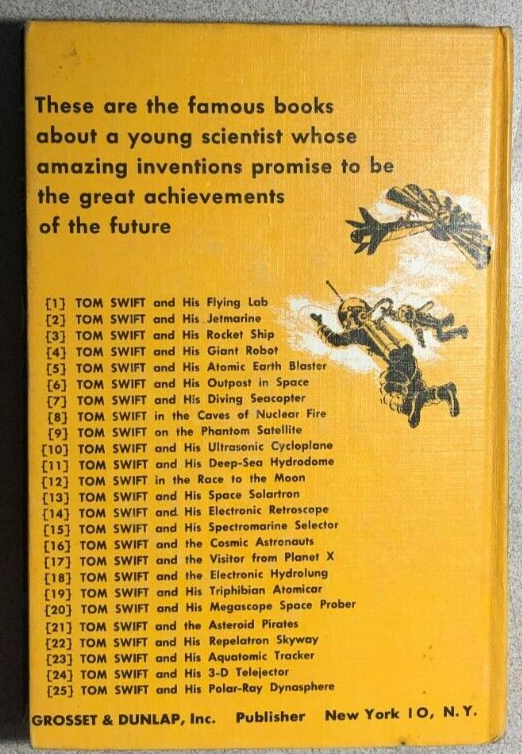 These are the famous books
about a young scientist whose
amazing inventions promise to be
the great achievements
of the future
[1] TOM SWIFT and His Flying Lab
[2] TOM SWIFT and His Jetmarine
[3] TOM SWIFT and His Rocket Ship
[4] TOM SWIFT and His Giant Robot
[5] TOM SWIFT and His Atomic Earth Blaster
[6] TOM SWIFT and His Outpost in Space
[7] TOM SWIFT and His Diving Seacopter
[8] TOM SWIFT in the Caves of Nuclear Fire
[9] TOM SWIFT on the Phantom Satellite
[10] TOM SWIFT and His Ultrasonic Cycloplane
[11] TOM SWIFT and His Deep-Sea Hydrodome
[12] TOM SWIFT in the Race to the Moon
[13] TOM SWIFT and His Space Solartron
[14] TOM SWIFT and His Electronic Retroscope
[15] TOM SWIFT and His Spectromarine Selector
[16] TOM SWIFT and the Cosmic Astronauts
[17] TOM SWIFT and the Visitor from Planet X
[18] TOM SWIFT and the Electronic Hydrolung
[19] TOM SWIFT and His Triphibian Atomicar
[20] TOM SWIFT and His Megascope Space Prober
[21] TOM SWIFT and the Asteroid Pirates
[22] TOM SWIFT and His Repelatron Skyway
[23] TOM SWIFT and His Aquatomic Tracker
[24] TOM SWIFT and His 3-D Telejector
[25] TOM SWIFT and His Polar-Ray Dynasphere
GROSSET & DUNLAP, Inc. Publisher New York 10, N. Y.